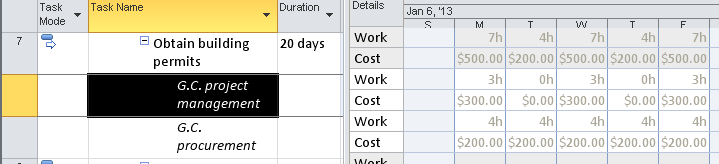 Task Mode Task Name Duration Details Jan 6, '13
S M T W T F
7 Obtain building permits 20 days Work 7h 4h 7h 4h 7h
Cost $500.00 $200.00 $500.00 $200.00 $500.00
G.C. project management Work 3h 0h 3h 0h 3h
Cost $300.00 $0.00 $300.00 $0.00 $300.00
G.C. procurement Work 4h 4h 4h 4h 4h
Cost $200.00 $200.00 $200.00 $200.00 $200.00
Work